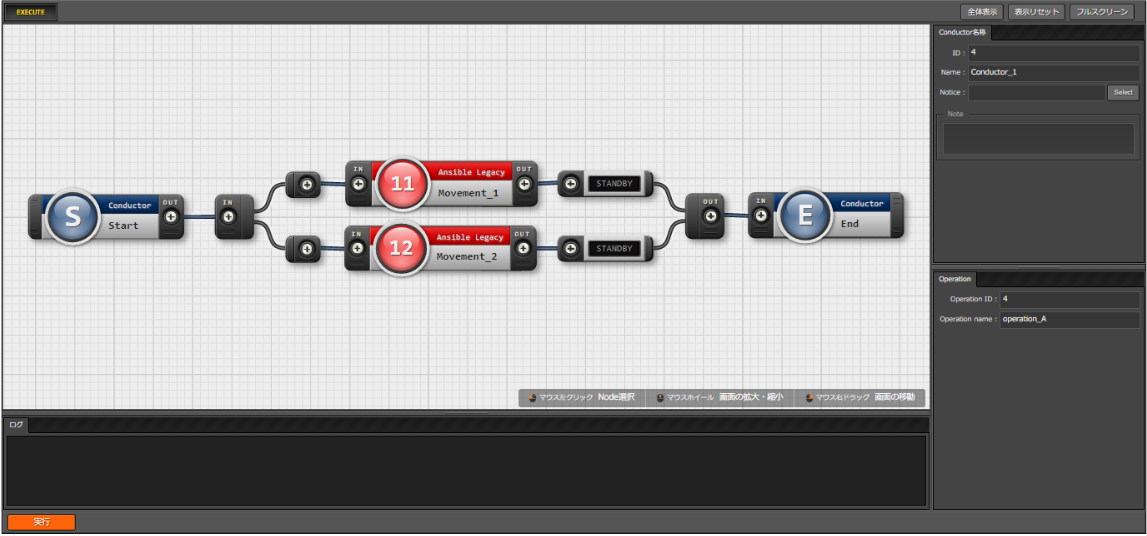 EXECUTE
全体表示 表示リセット フルスクリーン
Conductor名称
ID : 4
Name : Conductor_1
Notice : Select
Note
S Conductor OUT
Start
IN
IN 11 Ansible Legacy OUT
Movement_1
STANDBY
IN 12 Ansible Legacy OUT
Movement_2
STANDBY
OUT
IN E Conductor
End
Operation
Operation ID : 4
Operation name : operation_A
マウス左クリック Node選択 マウスホイール 画面の拡大・縮小 マウス右ドラッグ 画面の移動
ログ
実行